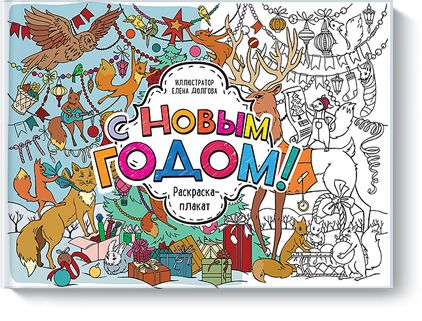 ИЛЛЮСТРАТОР
ЕЛЕНА ДОЛГОВА
С НОВЫМ
ГОДОМ!
Раскраска-
плакат